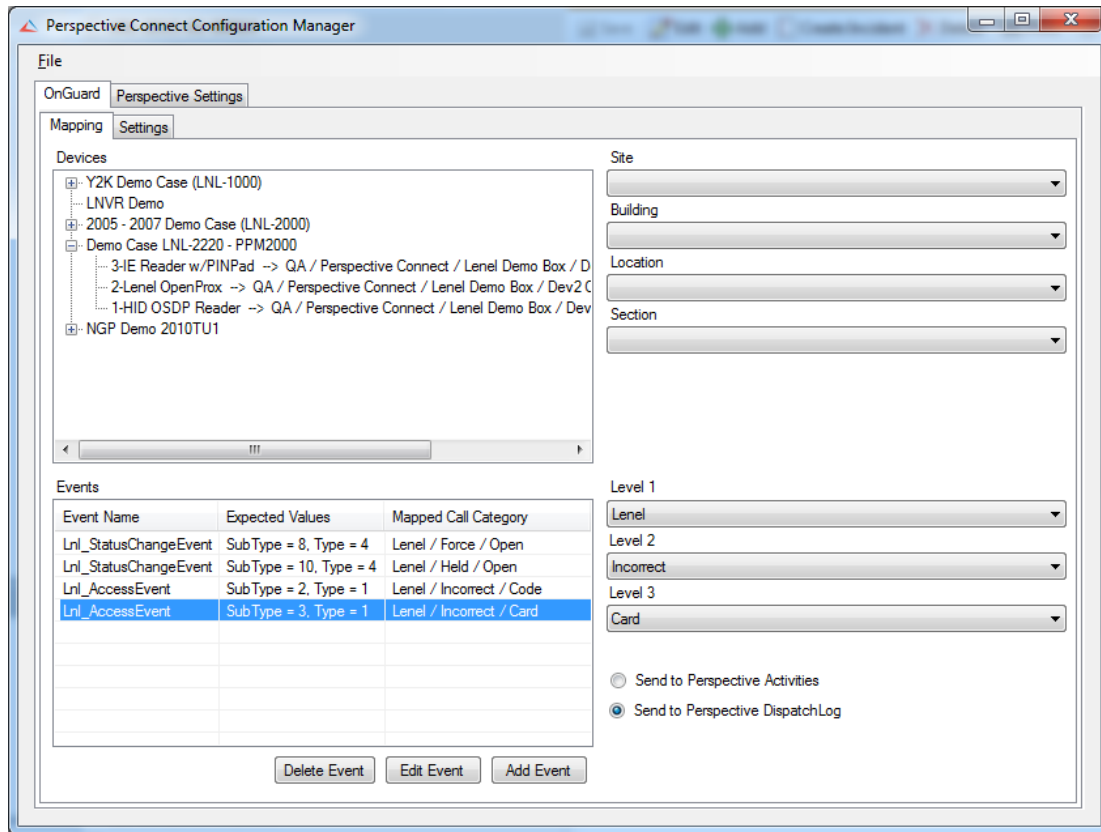 Perspective Connect Configuration Manager
File
OnGuard Perspective Settings
Mapping Settings
Devices
Y2K Demo Case (LNL-1000)
LNVR Demo
2005 - 2007 Demo Case (LNL-2000)
Demo Case LNL-2220 - PPM2000
3-IE Reader w/PINPad --> QA / Perspective Connect / Lenel Demo Box / D
2-Lenel OpenProx --> QA / Perspective Connect / Lenel Demo Box / Dev2 C
1-HID OSDP Reader --> QA / Perspective Connect / Lenel Demo Box / Dev
NGP Demo 2010TU1
Site
Building
Location
Section
Events
Event Name Expected Values Mapped Call Category
Lnl_StatusChangeEvent SubType = 8, Type = 4 Lenel / Force / Open
Lnl_StatusChangeEvent SubType = 10, Type = 4 Lenel / Held / Open
Lnl_AccessEvent SubType = 2, Type = 1 Lenel / Incorrect / Code
Lnl_AccessEvent SubType = 3, Type = 1 Lenel / Incorrect / Card
Delete Event Edit Event Add Event
Level 1
Lenel
Level 2
Incorrect
Level 3
Card
Send to Perspective Activities
Send to Perspective DispatchLog